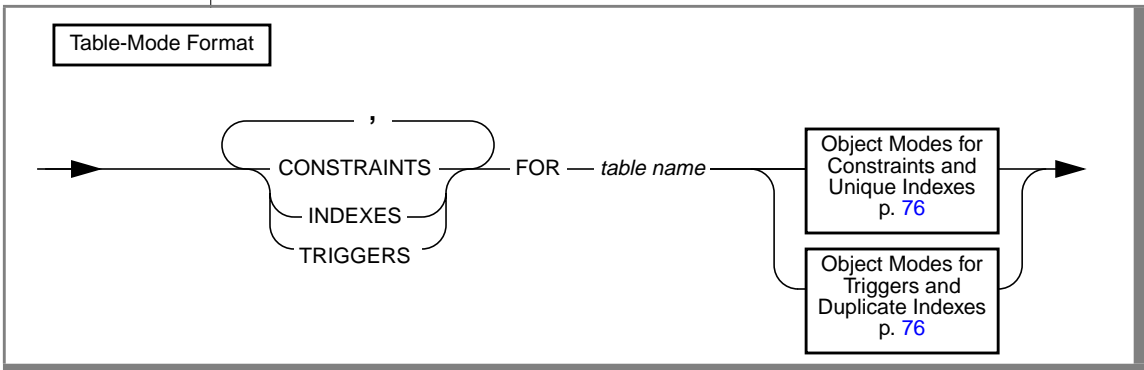 Table-Mode Format
,
CONSTRAINTS
INDEXES
TRIGGERS
FOR
table name
Object Modes for
Constraints and
Unique Indexes
p. 76
Object Modes for
Triggers and
Duplicate Indexes
p. 76